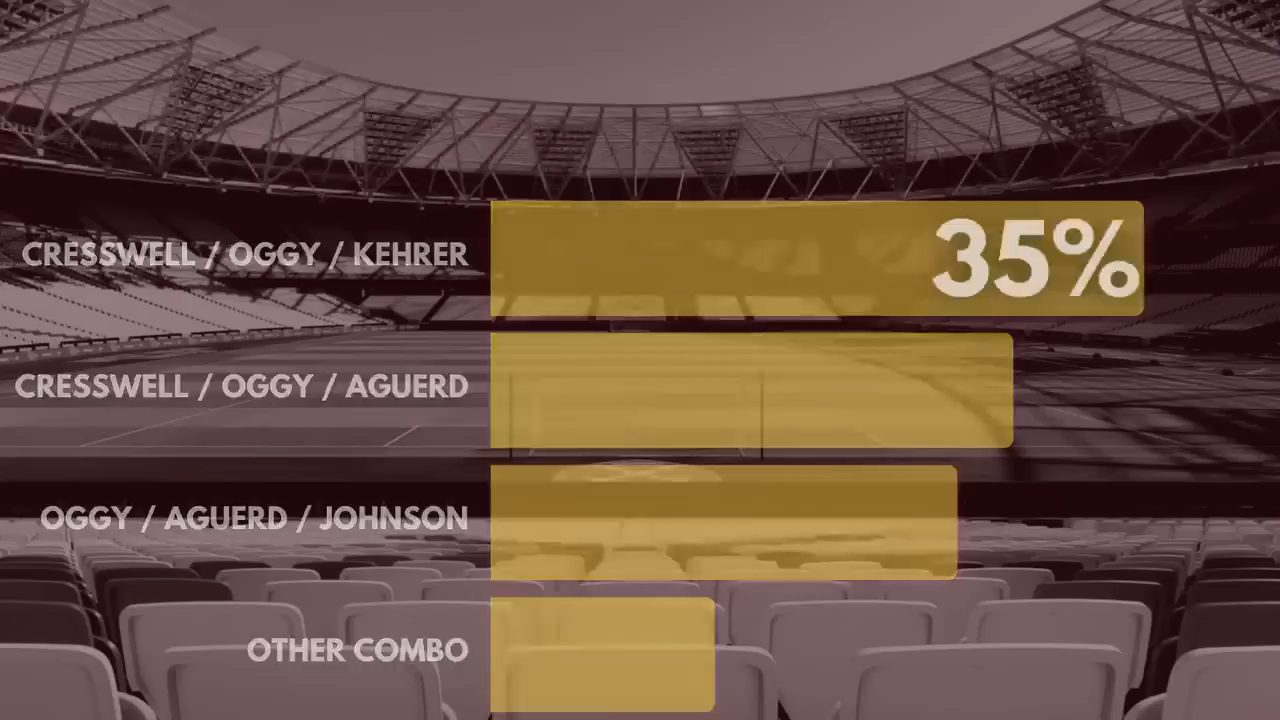 CRESSWELL / OGGY / KEHRER
35%
CRESSWELL / OGGY / AGUERD
OGGY / AGUERD / JOHNSON
OTHER COMBO